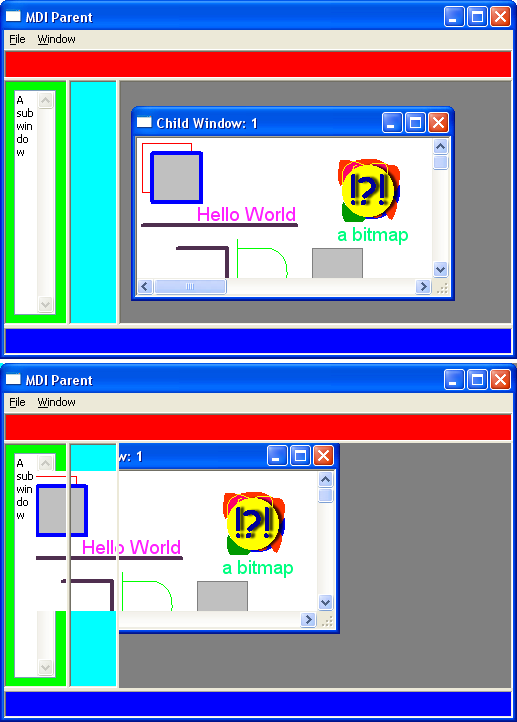 MDI Parent
File Window
A
sub
win
do
w
Child Window: 1
Hello World
!?!
a bitmap
MDI Parent
File Window
A
sub
win
do
w
w: 1
Hello World
!?!
a bitmap